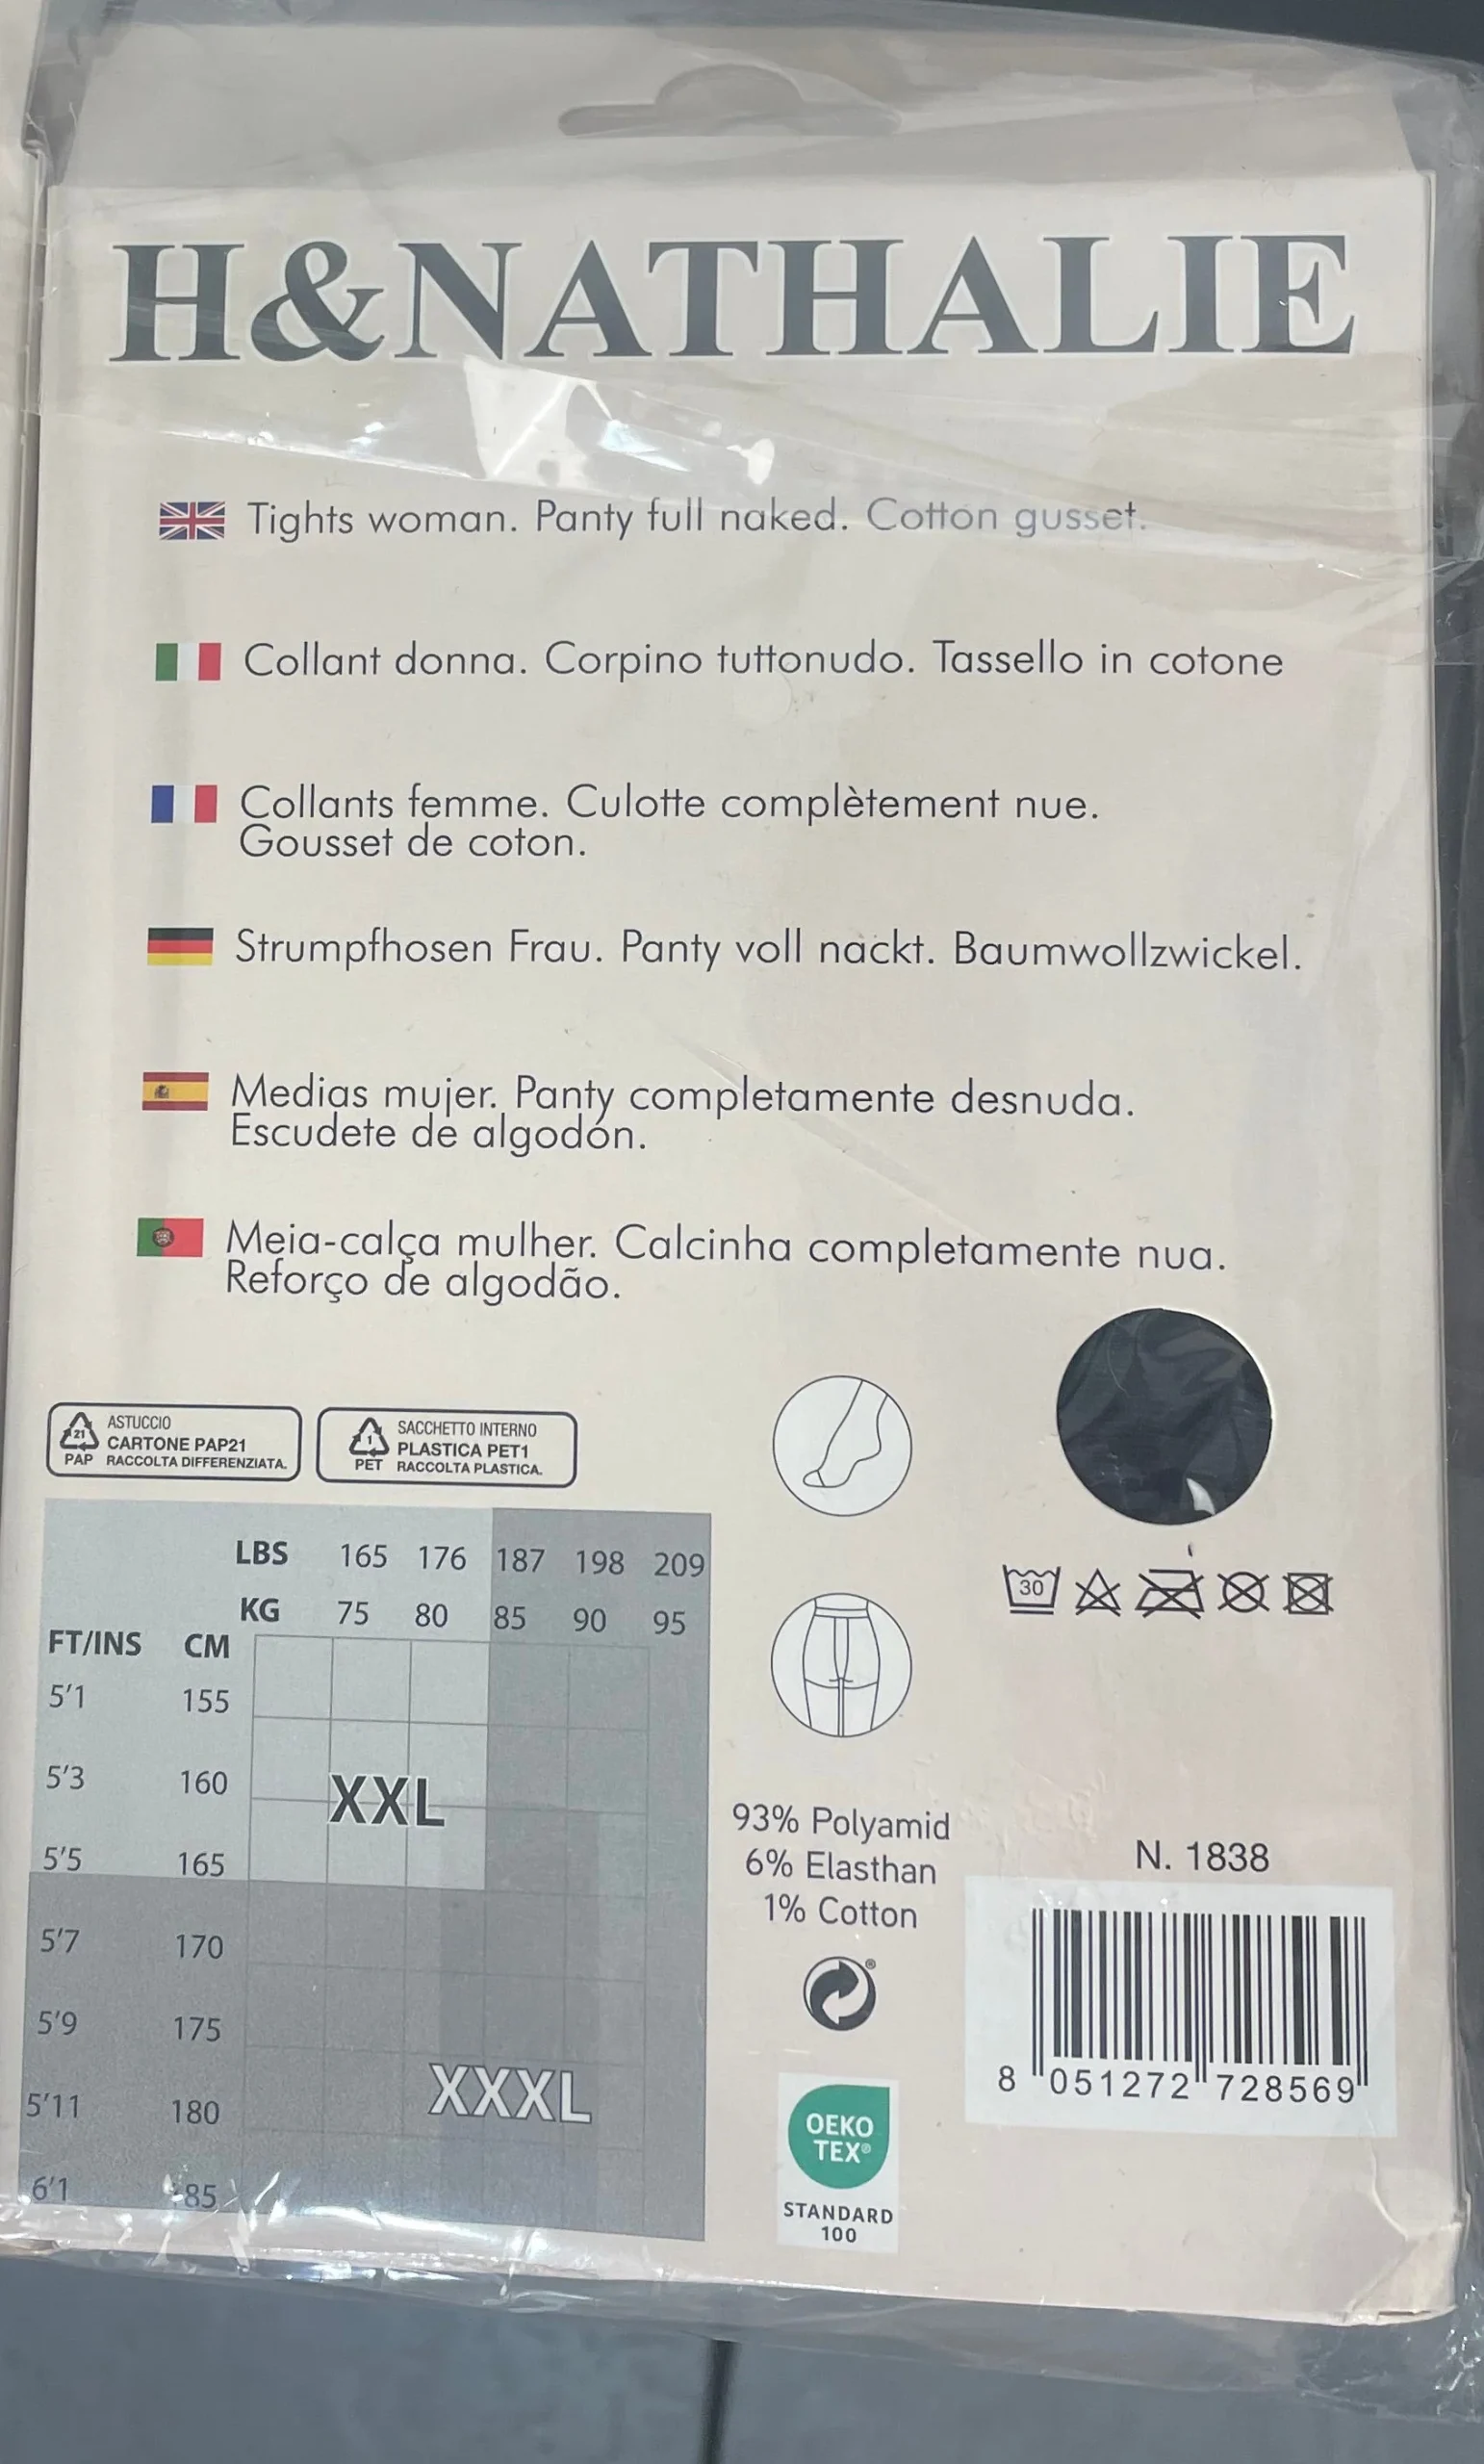 H&NATHALIE
Tights woman. Panty full naked. Cotton gusset.
Collant donna. Corpino tuttonudo. Tassello in cotone
Collants femme. Culotte complètement nue.
Gousset de coton.
Strumpfhosen Frau. Panty voll nackt. Baumwollzwickel.
Medias mujer. Panty completamente desnuda.
Escudete de algodón.
Meia-calça mulher. Calcinha completamente nua.
Reforço de algodão.
21
PAP
ASTUCCIO
CARTONE PAP21
RACCOLTA DIFFERENZIATA.
1
PET
SACCHETTO INTERNO
PLASTICA PET1
RACCOLTA PLASTICA.
LBS 165 176 187 198 209
KG 75 80 85 90 95
FT/INS CM
5'1 155
5'3 160
XXL
5'5 165
5'7 170
5'9 175
XXXL
5'11 180
6'1 185
30
93% Polyamid
6% Elasthan
1% Cotton
®
OEKO
TEX®
STANDARD
100
N. 1838
8 051272 728569